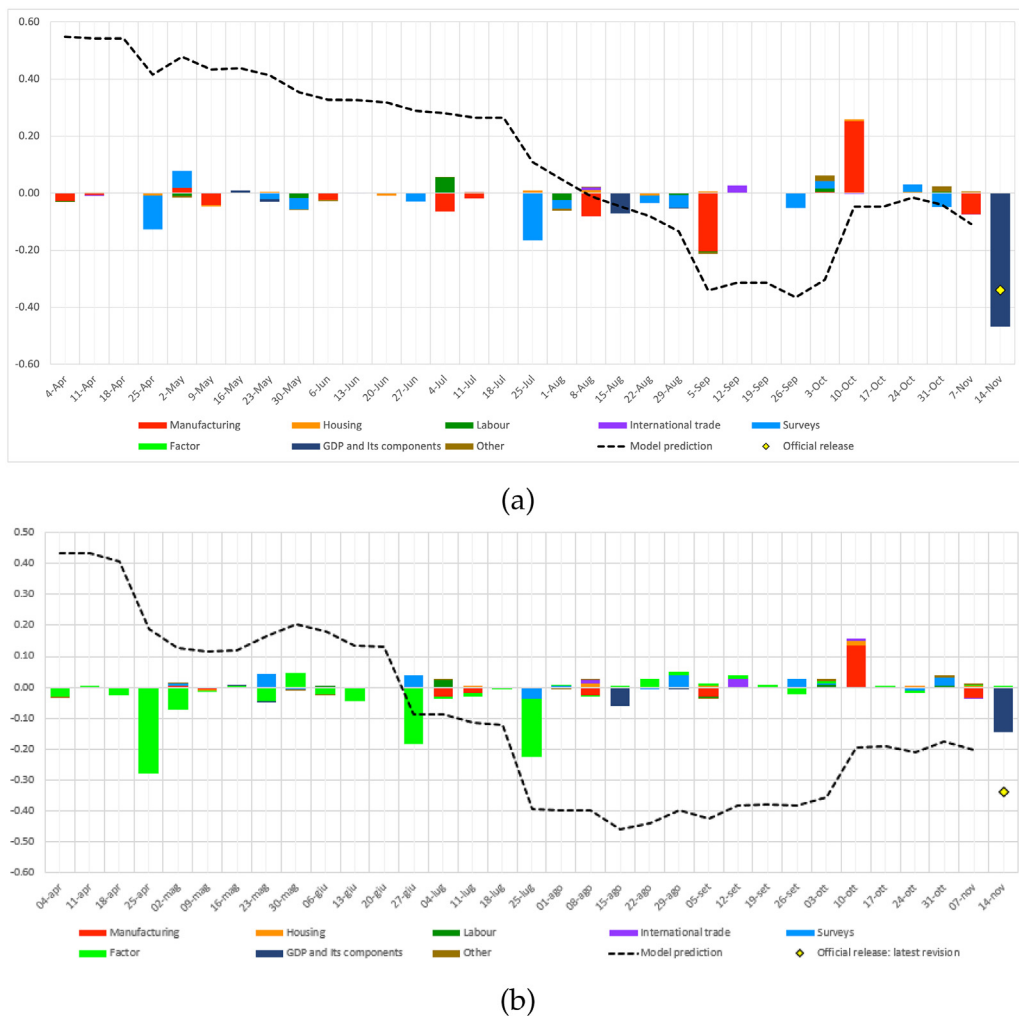 0.60
0.40
0.20
0.00
-0.20
-0.40
-0.60
4-Apr 11-Apr 18-Apr 25-Apr 2-May 9-May 16-May 23-May 30-May 6-Jun 13-Jun 20-Jun 27-Jun 4-Jul 11-Jul 18-Jul 25-Jul 1-Aug 8-Aug 15-Aug 22-Aug 29-Aug 5-Sep 12-Sep 19-Sep 26-Sep 3-Oct 10-Oct 17-Oct 24-Oct 31-Oct 7-Nov 14-Nov
Manufacturing Housing Labour International trade Surveys
Factor GDP and Its components Other Model prediction Official release
(a)
0.50
0.40
0.30
0.20
0.10
0.00
-0.10
-0.20
-0.30
-0.40
-0.50
-0.60
04-apr 11-apr 18-apr 25-apr 02-mag 09-mag 16-mag 23-mag 30-mag 06-giu 13-giu 20-giu 27-giu 04-lug 11-lug 18-lug 25-lug 01-ago 08-ago 15-ago 22-ago 29-ago 05-set 12-set 19-set 26-set 03-ott 10-ott 17-ott 24-ott 31-ott 07-nov 14-nov
Manufacturing Housing Labour International trade Surveys
Factor GDP and Its components Other Model prediction Official release: latest revision
(b)